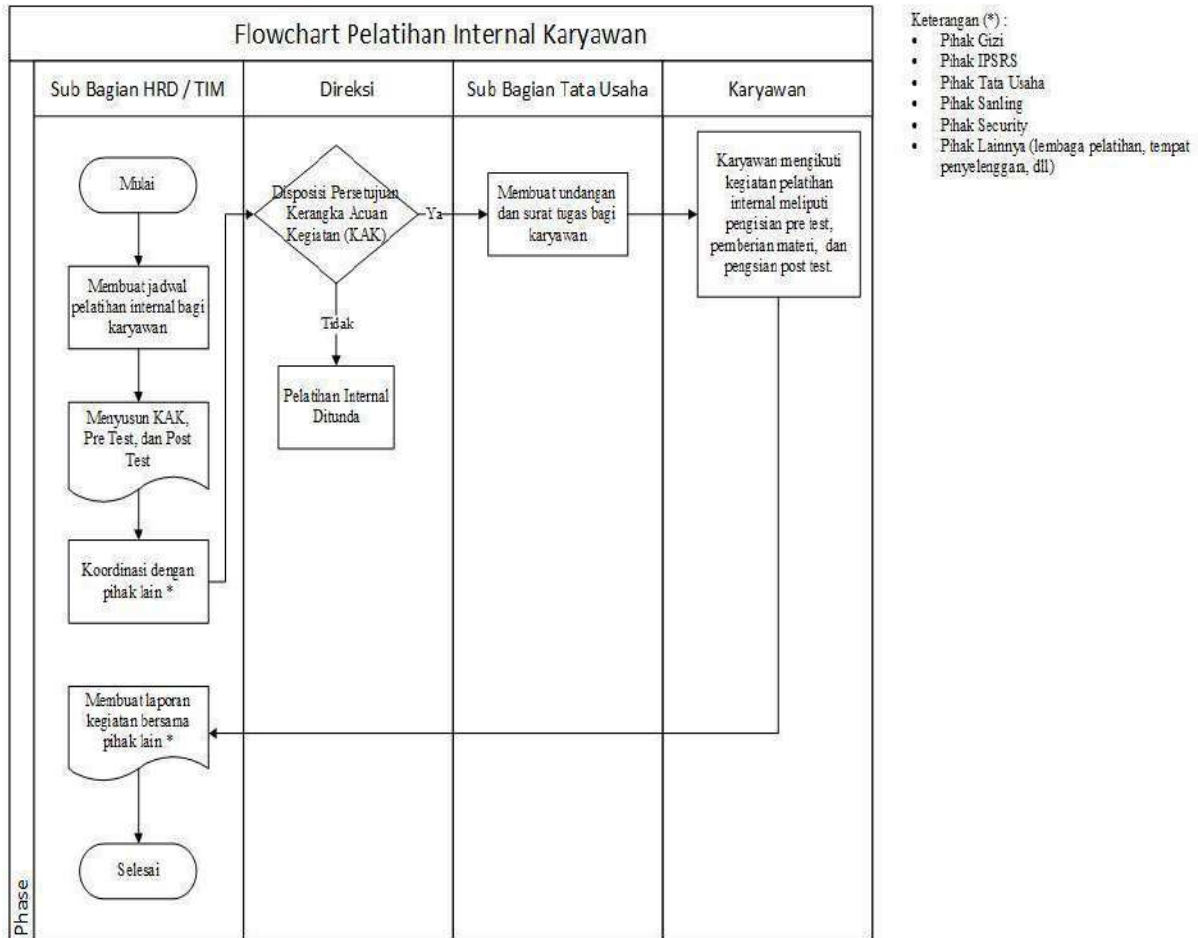 Flowchart Pelatihan Internal Karyawan
Sub Bagian HRD / TIM
Direksi
Sub Bagian Tata Usaha
Karyawan
Mulai
Membuat jadwal
pelatihan internal bagi
karyawan
Menyusun KAK,
Pre Test, dan Post
Test
Koordinasi dengan
pihak lain *
Membuat laporan
kegiatan bersama
pihak lain *
Selesai
Disposisi Persetujuan
Kerangka Acuan
Kegiatan (KAK)
Ya
Tidak
Pelatihan Internal
Ditunda
Membuat undangan
dan surat tugas bagi
karyawan
Karyawan mengikuti
kegiatan pelatihan
internal meliputi
pengisian pre test,
pemberian materi, dan
pengsian post test.
Phase
Keterangan (*) :
• Pihak Gizi
• Pihak IPSRS
• Pihak Tata Usaha
• Pihak Sanling
• Pihak Security
• Pihak Lainnya (lembaga pelatihan, tempat
penyelenggara, dll)